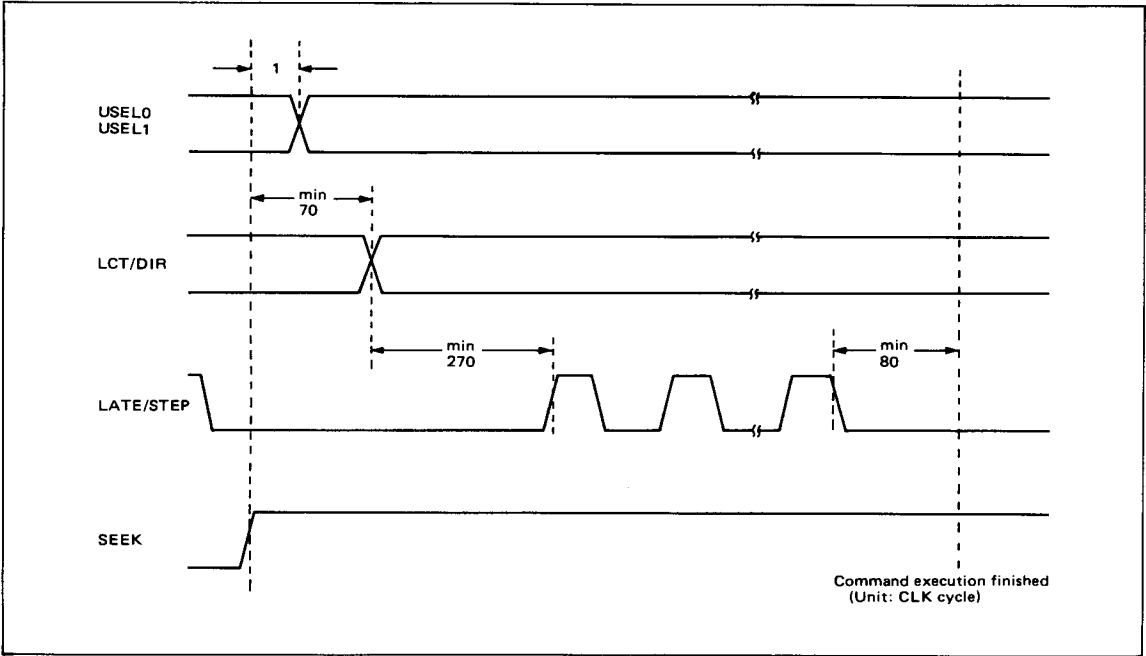 1
USEL0
USEL1
min
70
LCT/DIR
min
270
min
80
LATE/STEP
SEEK
Command execution finished
(Unit: CLK cycle)